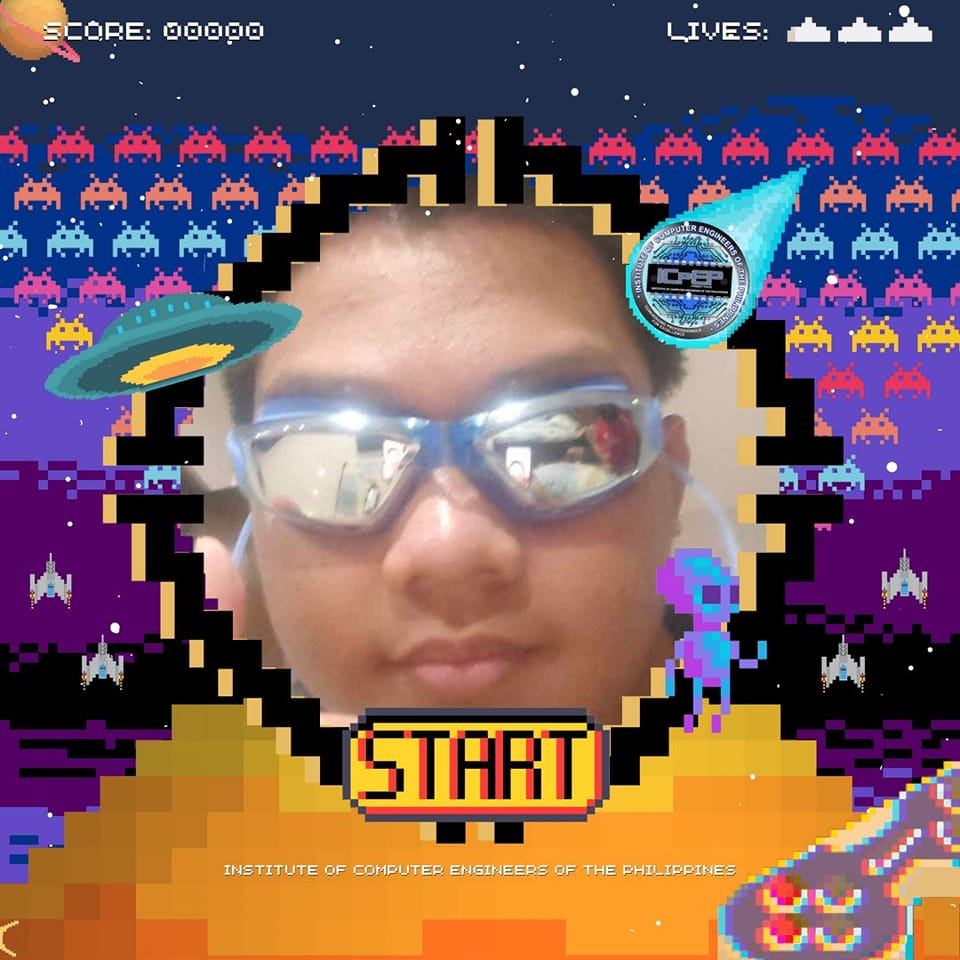 SCORE: 00000
LIVES:
INSTITUTE OF COMPUTER ENGINEERS OF THE PHILIPPINES
ICpEP
START
INSTITUTE OF COMPUTER ENGINEERS OF THE PHILIPPINES